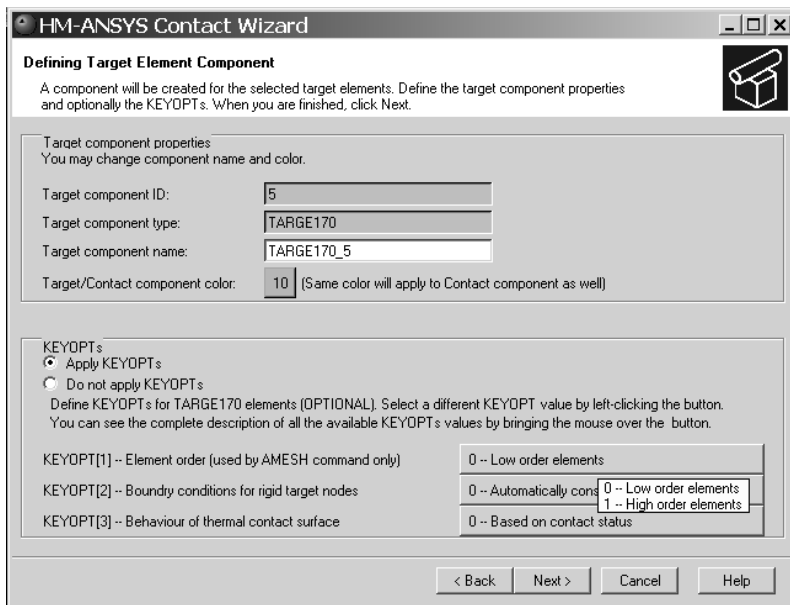 HM-ANSYS Contact Wizard
Defining Target Element Component
A component will be created for the selected target elements. Define the target component properties
and optionally the KEYOPTs. When you are finished, click Next.
Target component properties
You may change component name and color.
Target component ID: 5
Target component type: TARGE170
Target component name: TARGE170_5
Target/Contact component color: 10 (Same color will apply to Contact component as well)
KEYOPTs
Apply KEYOPTs
Do not apply KEYOPTs
Define KEYOPTs for TARGE170 elements (OPTIONAL). Select a different KEYOPT value by left-clicking the button.
You can see the complete description of all the available KEYOPTs values by bringing the mouse over the button.
KEYOPT[1] -- Element order (used by AMESH command only) 0 -- Low order elements
KEYOPT[2] -- Boundry conditions for rigid target nodes 0 -- Automatically cons
0 -- Low order elements
1 -- High order elements
KEYOPT[3] -- Behaviour of thermal contact surface 0 -- Based on contact status
< Back Next > Cancel Help